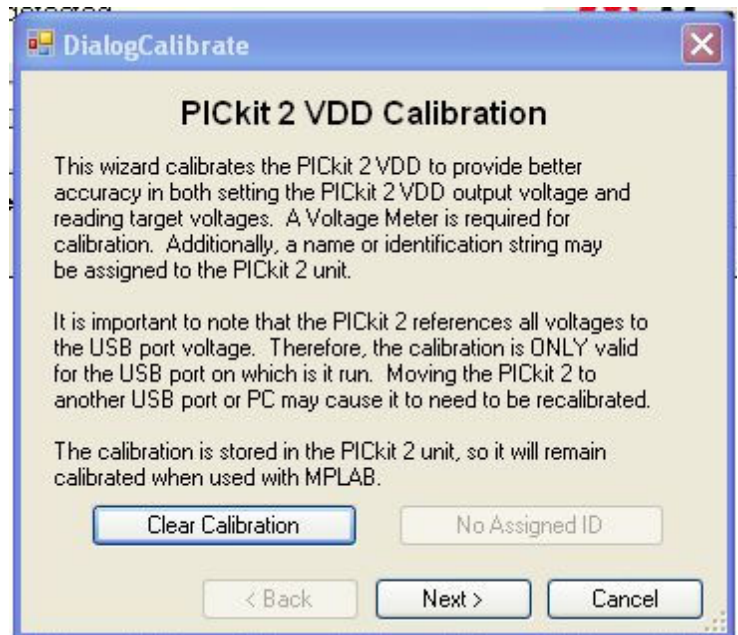 DialogCalibrate
PICkit 2 VDD Calibration
This wizard calibrates the PICkit 2 VDD to provide better
accuracy in both setting the PICkit 2 VDD output voltage and
reading target voltages. A Voltage Meter is required for
calibration. Additionally, a name or identification string may
be assigned to the PICkit 2 unit.
It is important to note that the PICkit 2 references all voltages to
the USB port voltage. Therefore, the calibration is ONLY valid
for the USB port on which is it run. Moving the PICkit 2 to
another USB port or PC may cause it to need to be recalibrated.
The calibration is stored in the PICkit 2 unit, so it will remain
calibrated when used with MPLAB.
Clear Calibration No Assigned ID
< Back Next > Cancel